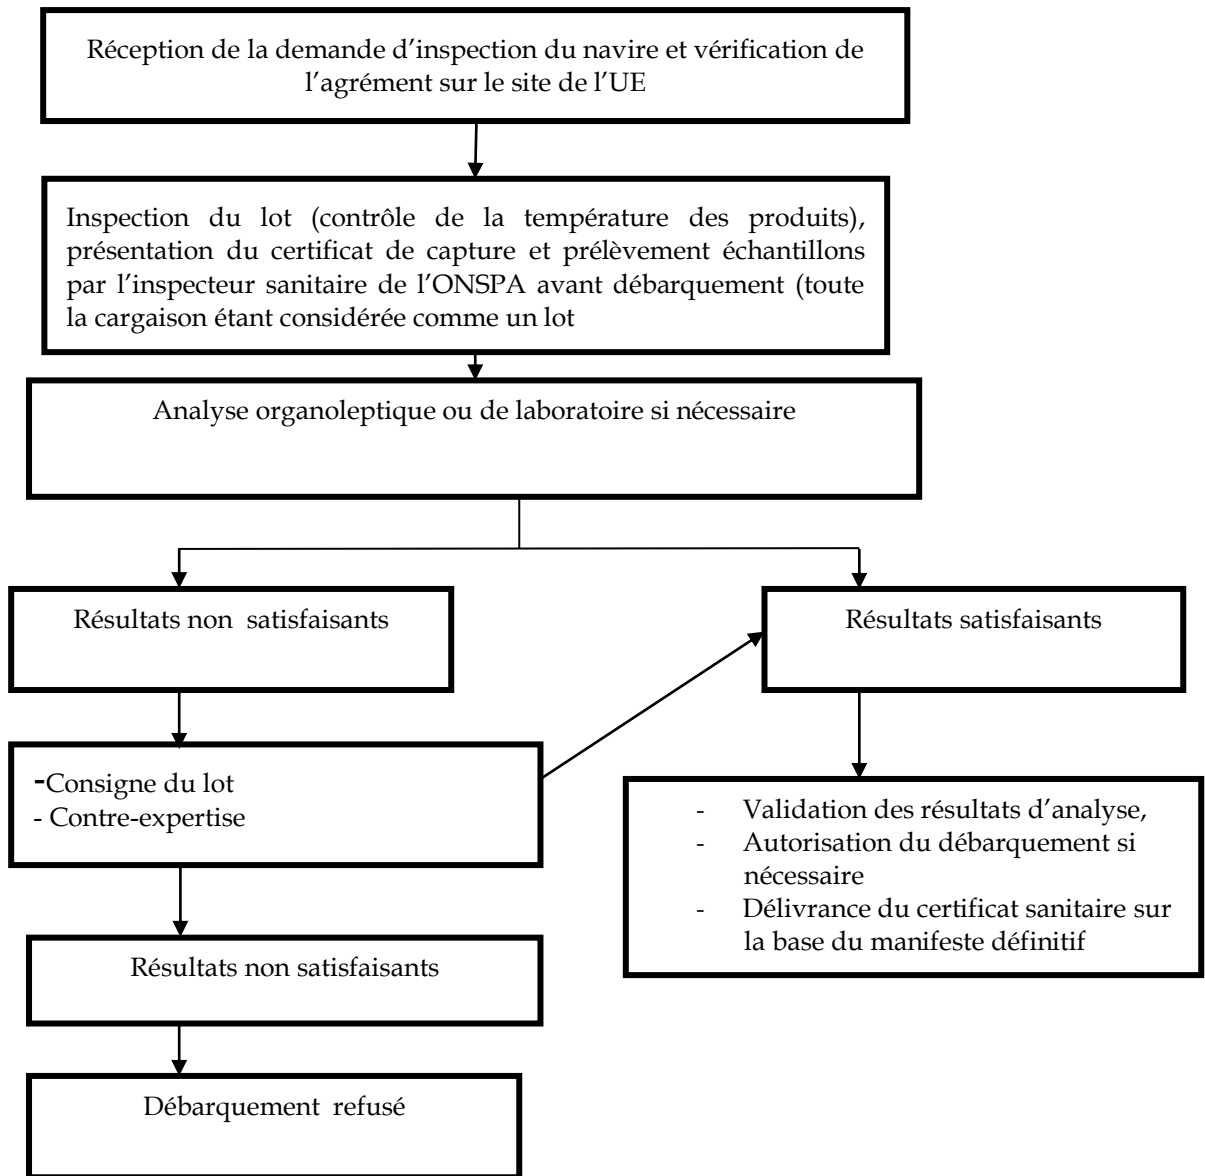 Réception de la demande d’inspection du navire et vérification de
l’agrément sur le site de l’UE
Inspection du lot (contrôle de la température des produits),
présentation du certificat de capture et prélèvement échantillons
par l’inspecteur sanitaire de l’ONSPA avant débarquement (toute
la cargaison étant considérée comme un lot
Analyse organoleptique ou de laboratoire si nécessaire
Résultats non satisfaisants
Résultats satisfaisants
-Consigne du lot
- Contre-expertise
- Validation des résultats d’analyse,
- Autorisation du débarquement si
nécessaire
- Délivrance du certificat sanitaire sur
la base du manifeste définitif
Résultats non satisfaisants
Débarquement refusé